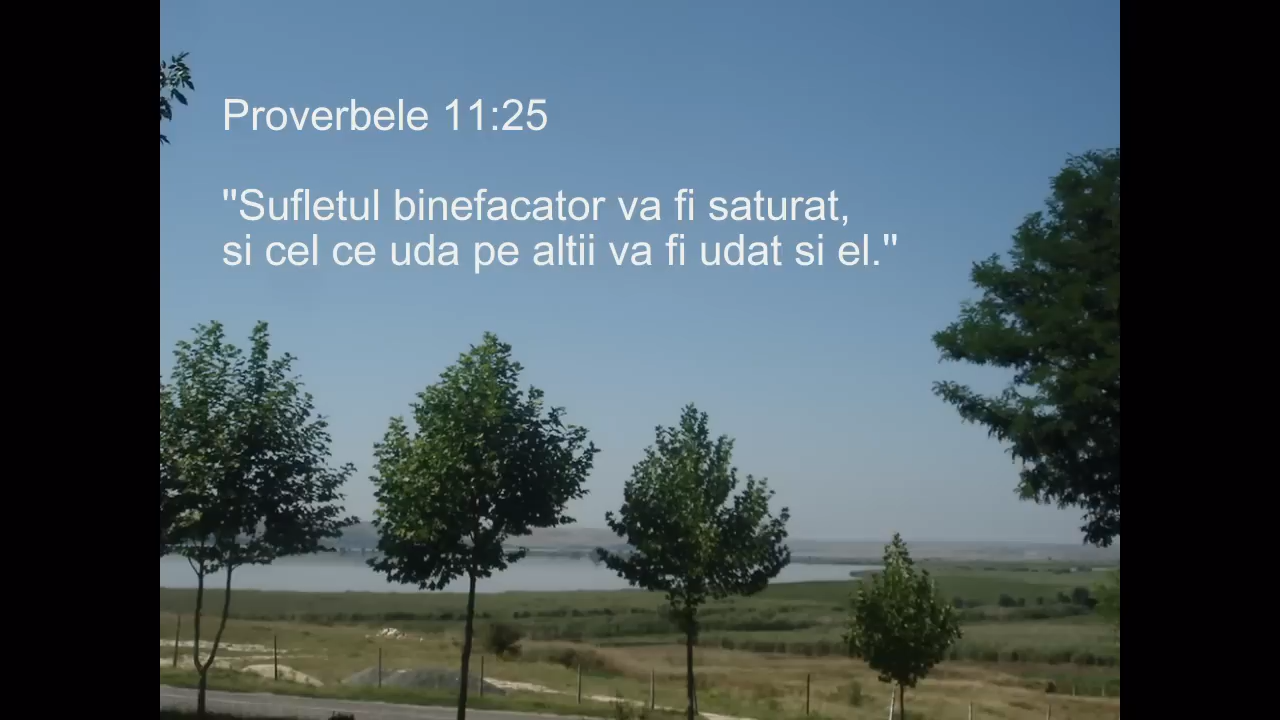 Proverbele 11:25
"Sufletul binefacator va fi saturat,
si cel ce uda pe altii va fi udat si el."